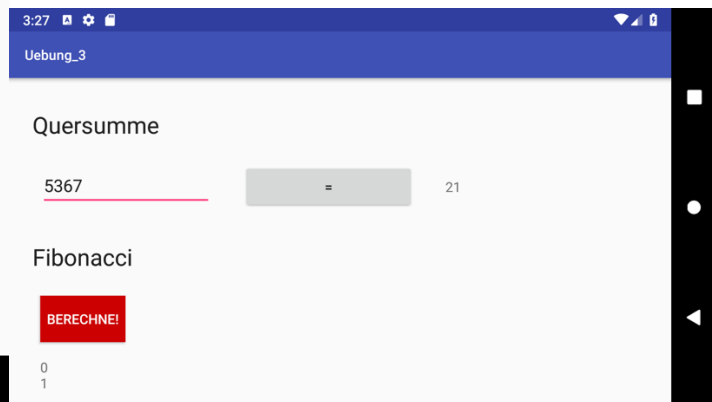 3:27
Uebung_3
Quersumme
5367 = 21
Fibonacci
BERECHNE!
0
1